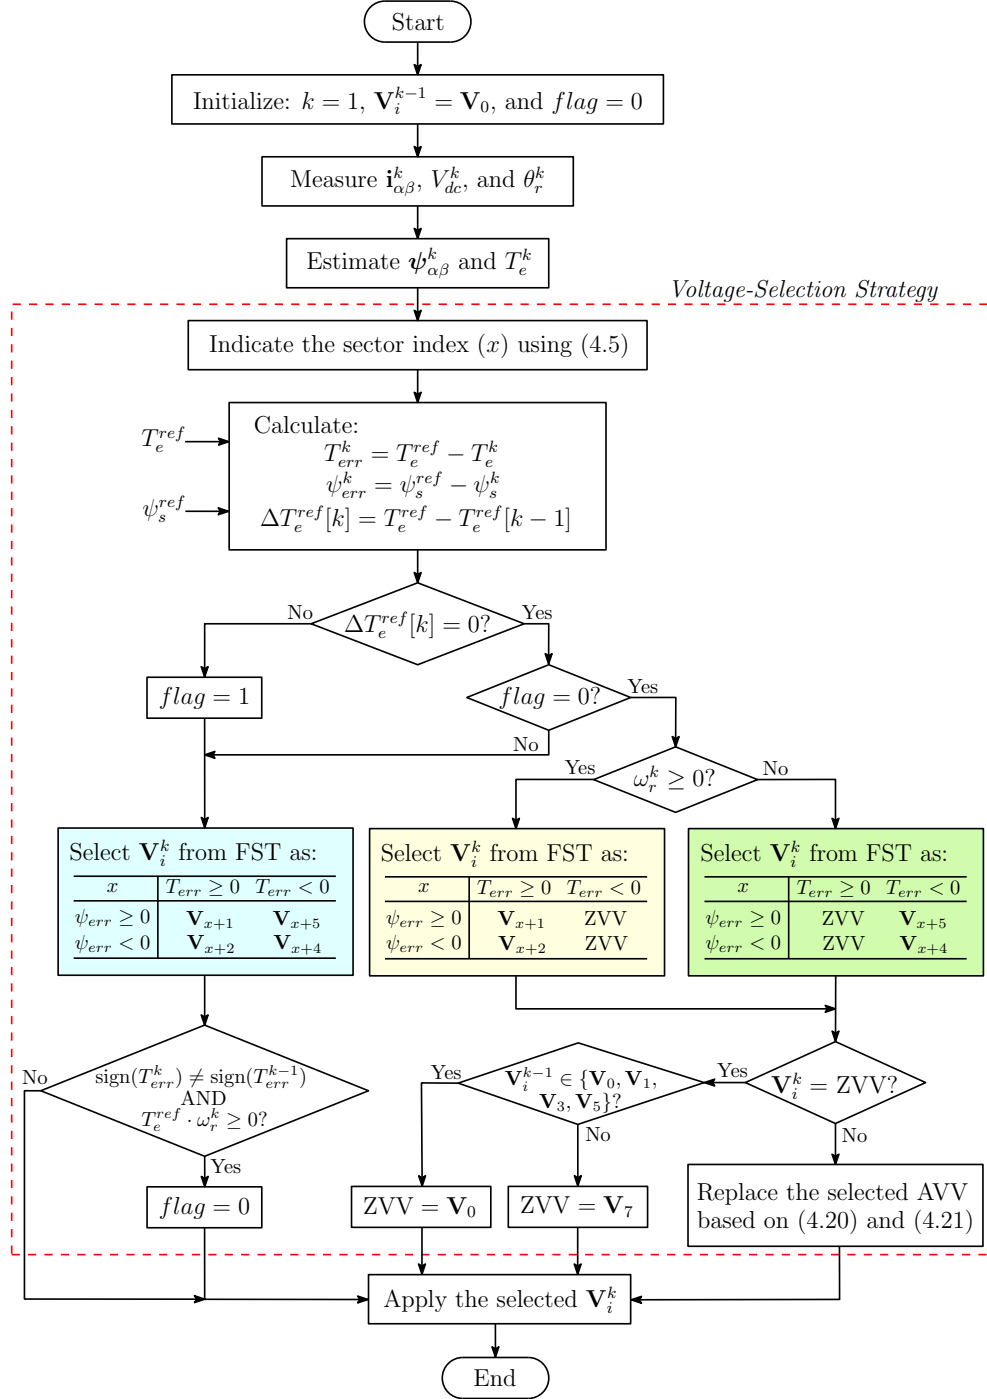 Start
Initialize: k = 1, V_i^{k−1} = V_0, and flag = 0
Measure i_{αβ}^k, V_{dc}^k, and θ_r^k
Estimate ψ_{αβ}^k and T_e^k
Voltage-Selection Strategy
Indicate the sector index (x) using (4.5)
T_e^{ref}
ψ_s^{ref}
Calculate:
T_{err}^k = T_e^{ref} − T_e^k
ψ_{err}^k = ψ_s^{ref} − ψ_s^k
ΔT_e^{ref}[k] = T_e^{ref} − T_e^{ref}[k − 1]
No
ΔT_e^{ref}[k] = 0?
Yes
flag = 1
flag = 0?
Yes
No
Yes
ω_r^k ≥ 0?
No
Select V_i^k from FST as:
x T_{err} ≥ 0 T_{err} < 0
ψ_{err} ≥ 0 V_{x+1} V_{x+5}
ψ_{err} < 0 V_{x+2} V_{x+4}
Select V_i^k from FST as:
x T_{err} ≥ 0 T_{err} < 0
ψ_{err} ≥ 0 V_{x+1} ZVV
ψ_{err} < 0 V_{x+2} ZVV
Select V_i^k from FST as:
x T_{err} ≥ 0 T_{err} < 0
ψ_{err} ≥ 0 ZVV V_{x+5}
ψ_{err} < 0 ZVV V_{x+4}
No
sign(T_{err}^k) ≠ sign(T_{err}^{k−1})
AND
T_e^{ref} · ω_r^k ≥ 0?
Yes
flag = 0
Yes
V_i^{k−1} ∈ {V_0, V_1,
V_3, V_5}?
No
Yes
V_i^k = ZVV?
No
ZVV = V_0
ZVV = V_7
Replace the selected AVV
based on (4.20) and (4.21)
Apply the selected V_i^k
End